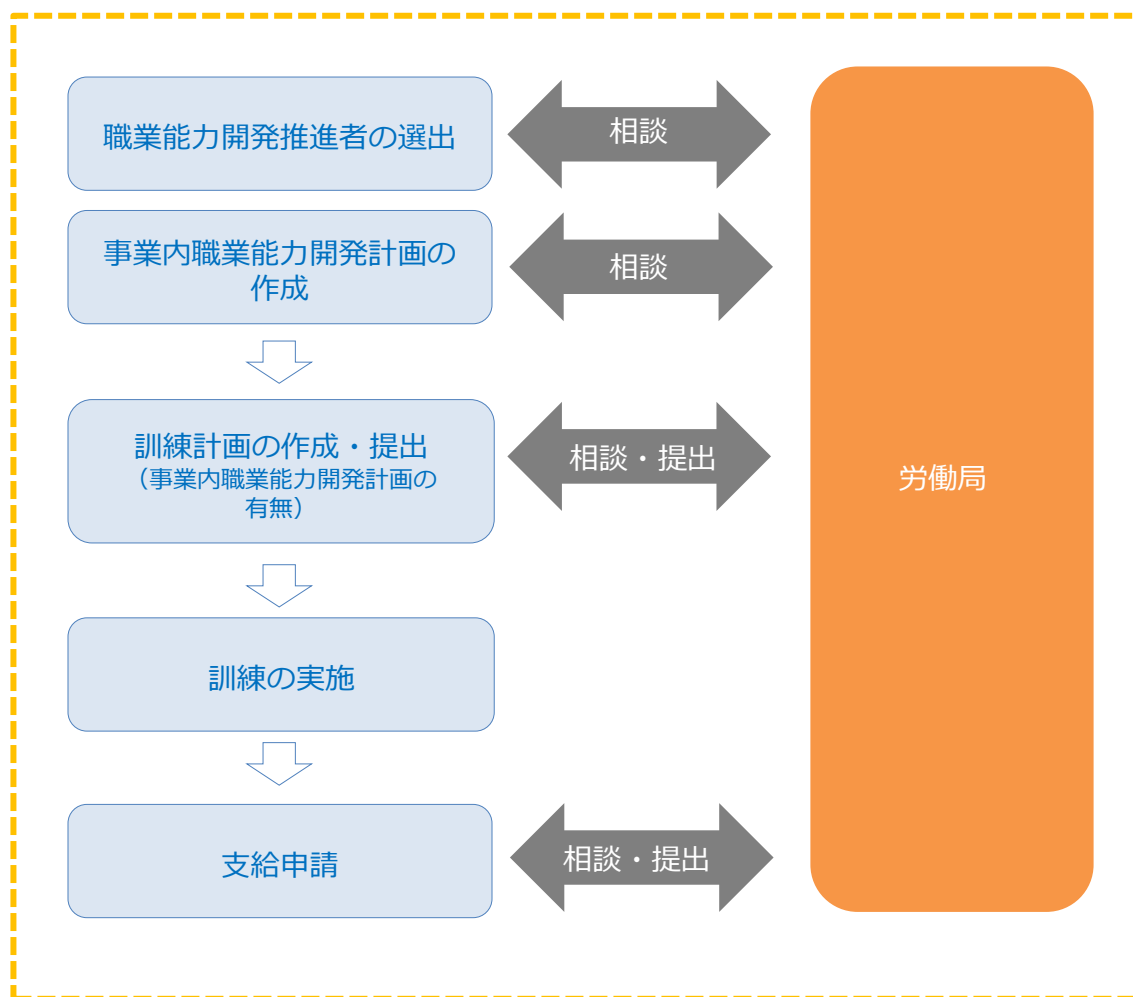 職業能力開発推進者の選出
相談
事業内職業能力開発計画の
作成
相談
訓練計画の作成・提出
（事業内職業能力開発計画の
有無）
相談・提出
労働局
訓練の実施
支給申請
相談・提出